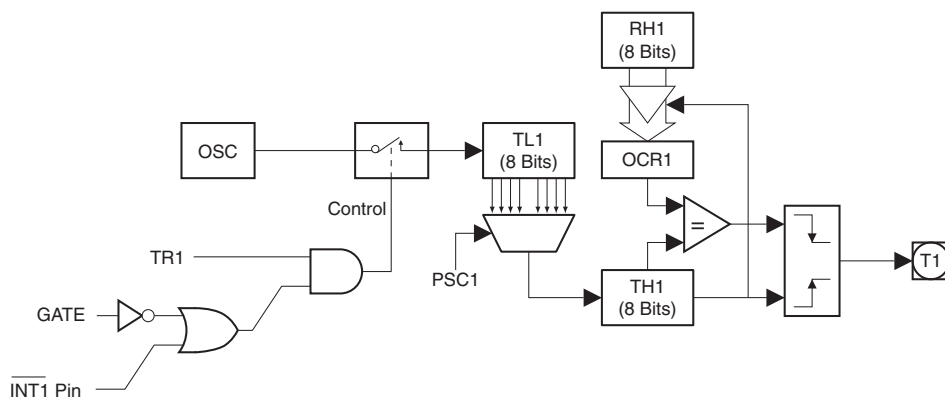 RH1
(8 Bits)
OSC
TL1
(8 Bits)
OCR1
Control
=
TR1
PSC1
T1
TH1
(8 Bits)
GATE
INT1 Pin